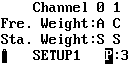 Channel 0 1
Fre. Weight:A C
Sta. Weight:S S
SETUP1 P:3